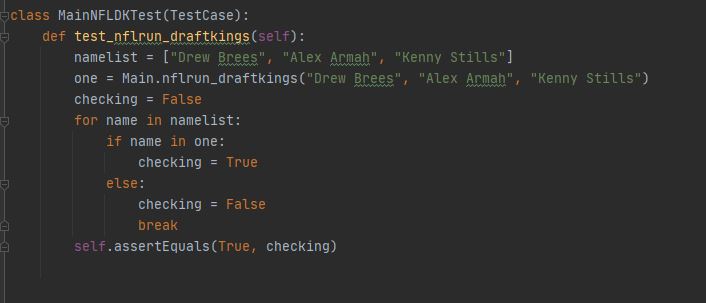 class MainNFLDKTest(TestCase):
    def test_nflrun_draftkings(self):
        namelist = ["Drew Brees", "Alex Armah", "Kenny Stills"]
        one = Main.nflrun_draftkings("Drew Brees", "Alex Armah", "Kenny Stills")
        checking = False
        for name in namelist:
            if name in one:
                checking = True
            else:
                checking = False
                break
        self.assertEquals(True, checking)